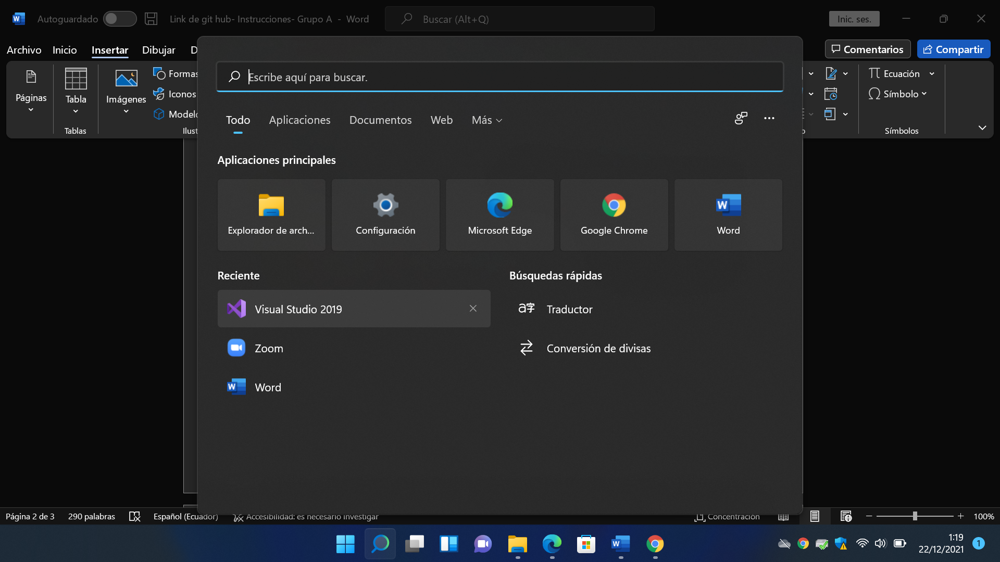 Autoguardado
Link de git hub- Instrucciones- Grupo A - Word
Buscar (Alt+Q)
Inic. ses.
Archivo
Inicio
Insertar
Dibujar
Comentarios
Compartir
Páginas
Tabla
Tablas
Imágenes
Formas
Iconos
Ecuación
Símbolo
Símbolos
Escribe aquí para buscar.
Todo
Aplicaciones
Documentos
Web
Más
Aplicaciones principales
Explorador de arch...
Configuración
Microsoft Edge
Google Chrome
Word
Reciente
Visual Studio 2019
Zoom
Word
Búsquedas rápidas
Traductor
Conversión de divisas
Página 2 de 3
290 palabras
Español (Ecuador)
Accesibilidad: es necesario investigar
Concentración
100%
1:19
22/12/2021
1